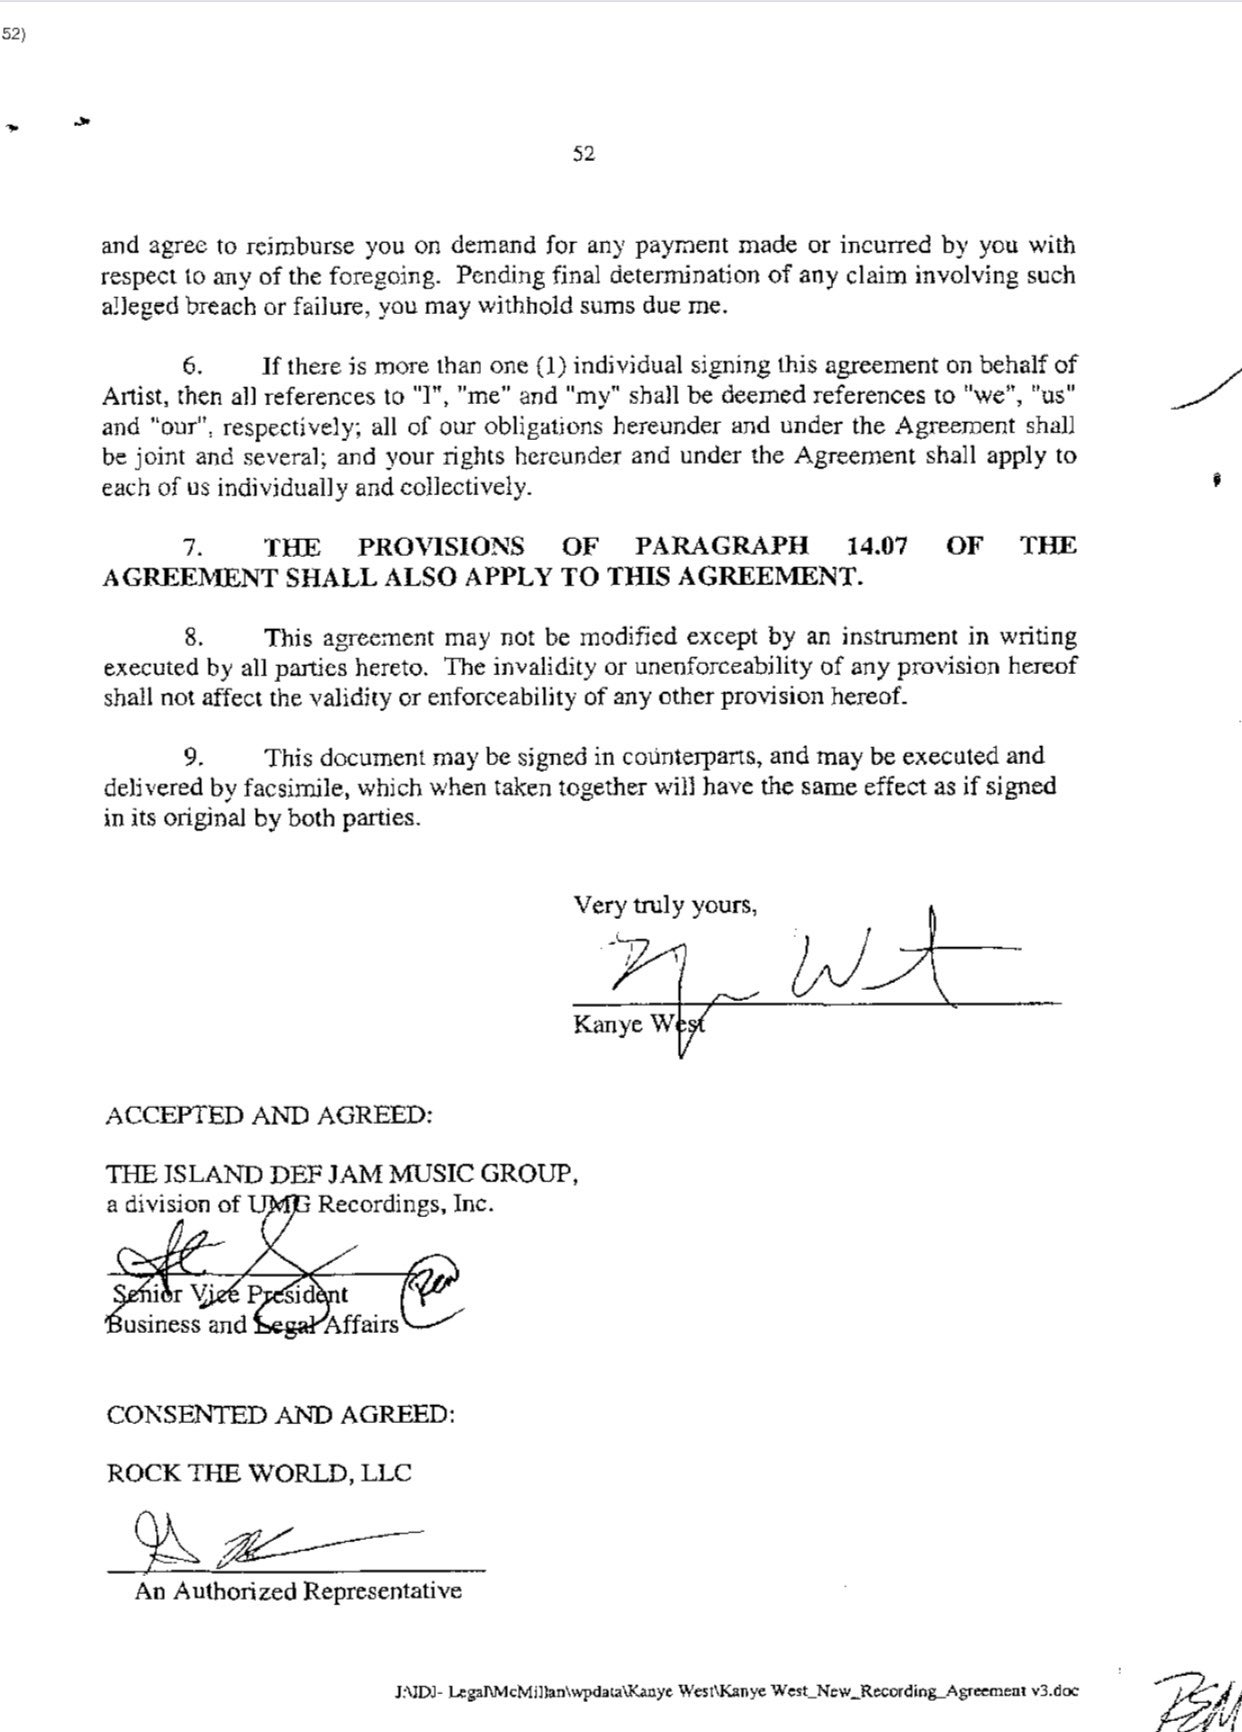 52)
52
and agree to reimburse you on demand for any payment made or incurred by you with
respect to any of the foregoing. Pending final determination of any claim involving such
alleged breach or failure, you may withhold sums due me.
6. If there is more than one (1) individual signing this agreement on behalf of
Artist, then all references to "I", "me" and "my" shall be deemed references to "we", "us"
and "our", respectively; all of our obligations hereunder and under the Agreement shall
be joint and several; and your rights hereunder and under the Agreement shall apply to
each of us individually and collectively.
7. THE PROVISIONS OF PARAGRAPH 14.07 OF THE
AGREEMENT SHALL ALSO APPLY TO THIS AGREEMENT.
8. This agreement may not be modified except by an instrument in writing
executed by all parties hereto. The invalidity or unenforceability of any provision hereof
shall not affect the validity or enforceability of any other provision hereof.
9. This document may be signed in counterparts, and may be executed and
delivered by facsimile, which when taken together will have the same effect as if signed
in its original by both parties.
Very truly yours,
Kanye West
ACCEPTED AND AGREED:
THE ISLAND DEF JAM MUSIC GROUP,
a division of UMG Recordings, Inc.
Senior Vice President
Business and Legal Affairs
CONSENTED AND AGREED:
ROCK THE WORLD, LLC
An Authorized Representative
J:\IDJ- Legal\McMillan\wpdata\Kanye West\Kanye West_New_Recording_Agreement v3.doc